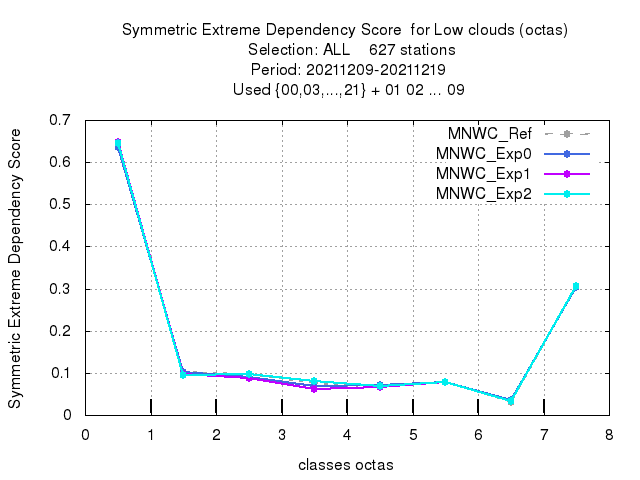 Symmetric Extreme Dependency Score  for Low clouds (octas)
Selection: ALL    627 stations
Period: 20211209-20211219
Used {00,03,...,21} + 01 02 ... 09
Symmetric Extreme Dependency Score
0.7
0.6
0.5
0.4
0.3
0.2
0.1
0
MNWC_Ref
MNWC_Exp0
MNWC_Exp1
MNWC_Exp2
0 1 2 3 4 5 6 7 8
classes octas